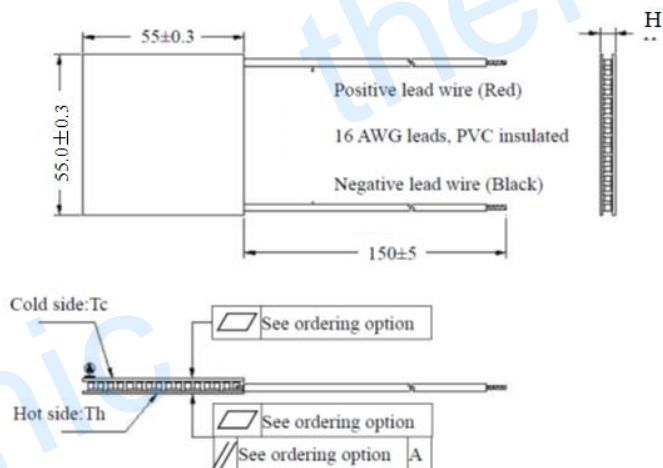 55±0.3
H
Positive lead wire (Red)
55.0±0.3
16 AWG leads, PVC insulated
Negative lead wire (Black)
150±5
Cold side:Tc
See ordering option
A
Hot side:Th
See ordering option
See ordering option A